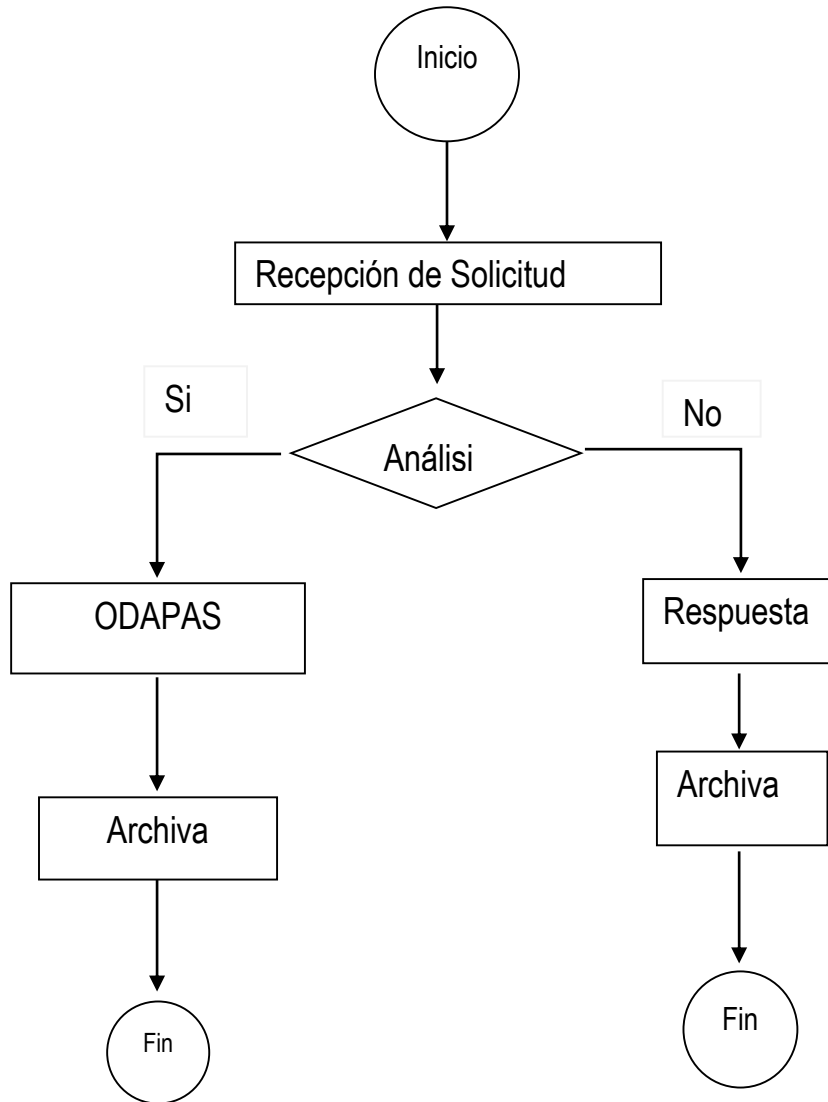 Inicio
Recepción de Solicitud
Si
No
Análisi
ODAPAS
Respuesta
Archiva
Archiva
Fin
Fin